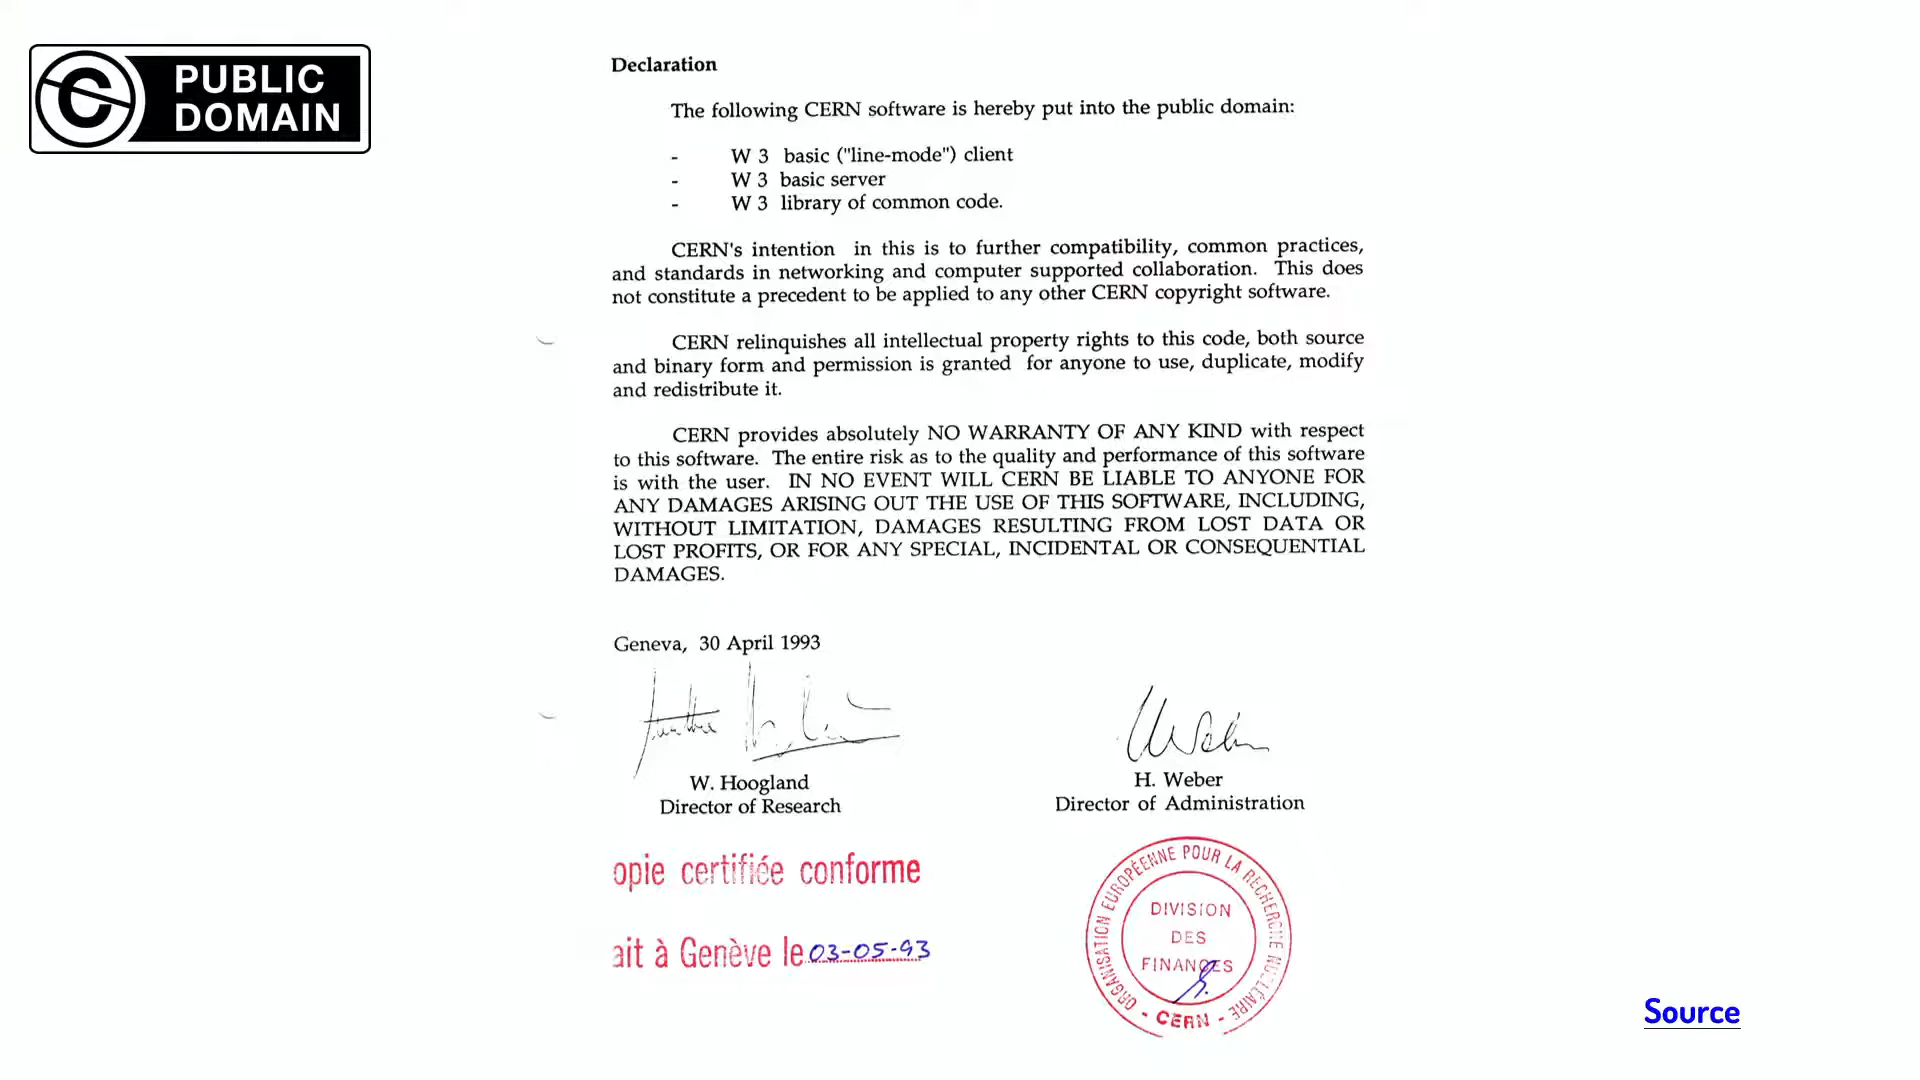 PUBLIC
DOMAIN
Declaration
The following CERN software is hereby put into the public domain:
- W 3 basic ("line-mode") client
- W 3 basic server
- W 3 library of common code.
CERN's intention in this is to further compatibility, common practices,
and standards in networking and computer supported collaboration. This does
not constitute a precedent to be applied to any other CERN copyright software.
CERN relinquishes all intellectual property rights to this code, both source
and binary form and permission is granted for anyone to use, duplicate, modify
and redistribute it.
CERN provides absolutely NO WARRANTY OF ANY KIND with respect
to this software. The entire risk as to the quality and performance of this software
is with the user. IN NO EVENT WILL CERN BE LIABLE TO ANYONE FOR
ANY DAMAGES ARISING OUT THE USE OF THIS SOFTWARE, INCLUDING,
WITHOUT LIMITATION, DAMAGES RESULTING FROM LOST DATA OR
LOST PROFITS, OR FOR ANY SPECIAL, INCIDENTAL OR CONSEQUENTIAL
DAMAGES.
Geneva, 30 April 1993
W. Hoogland
Director of Research
H. Weber
Director of Administration
opie certifiée conforme
ait à Genève le 03-05-93
ORGANISATION EUROPÉENNE POUR LA RECHERCHE NUCLÉAIRE
DIVISION
DES
FINANCES
- CERN -
Source